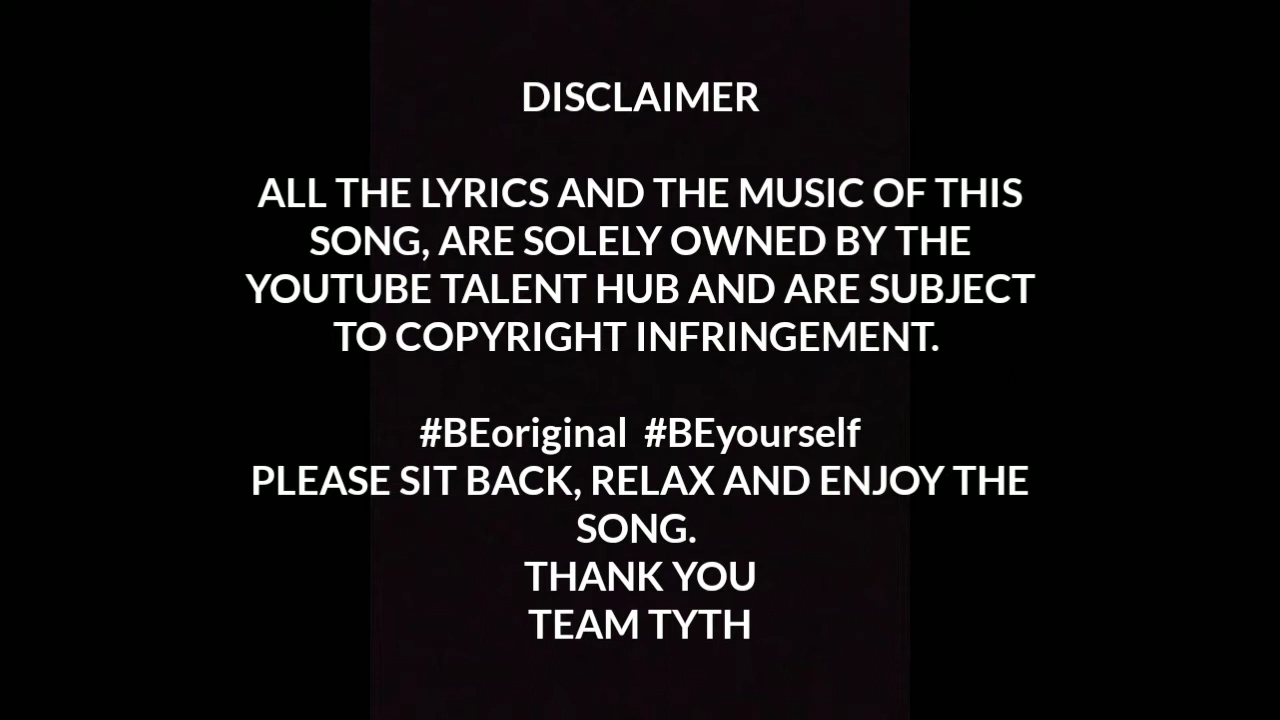 DISCLAIMER
ALL THE LYRICS AND THE MUSIC OF THIS
SONG, ARE SOLELY OWNED BY THE
YOUTUBE TALENT HUB AND ARE SUBJECT
TO COPYRIGHT INFRINGEMENT.
#BEoriginal #BEyourself
PLEASE SIT BACK, RELAX AND ENJOY THE
SONG.
THANK YOU
TEAM TYTH